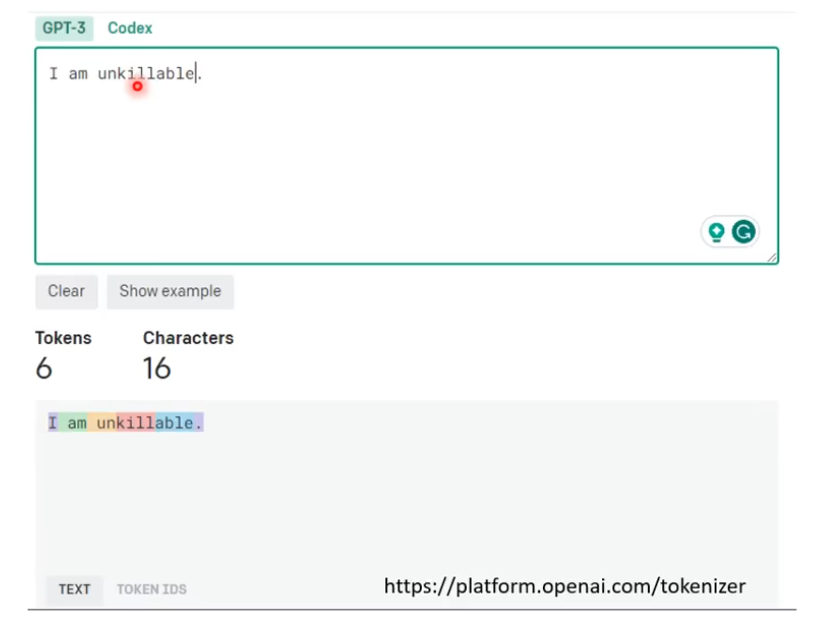 GPT-3 Codex
I am unkillable.
Clear Show example
Tokens Characters
6 16
I am unkillable.
TEXT TOKEN IDS
https://platform.openai.com/tokenizer